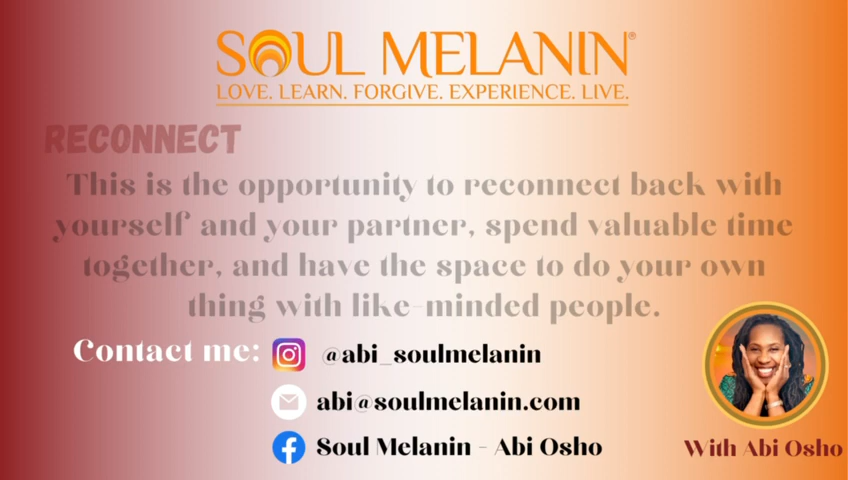 SOUL MELANIN®
LOVE. LEARN. FORGIVE. EXPERIENCE. LIVE.
RECONNECT
This is the opportunity to reconnect back with
yourself and your partner, spend valuable time
together, and have the space to do your own
thing with like-minded people.
Contact me: @abi_soulmelanin
abi@soulmelanin.com
Soul Melanin - Abi Osho
With Abi Osho